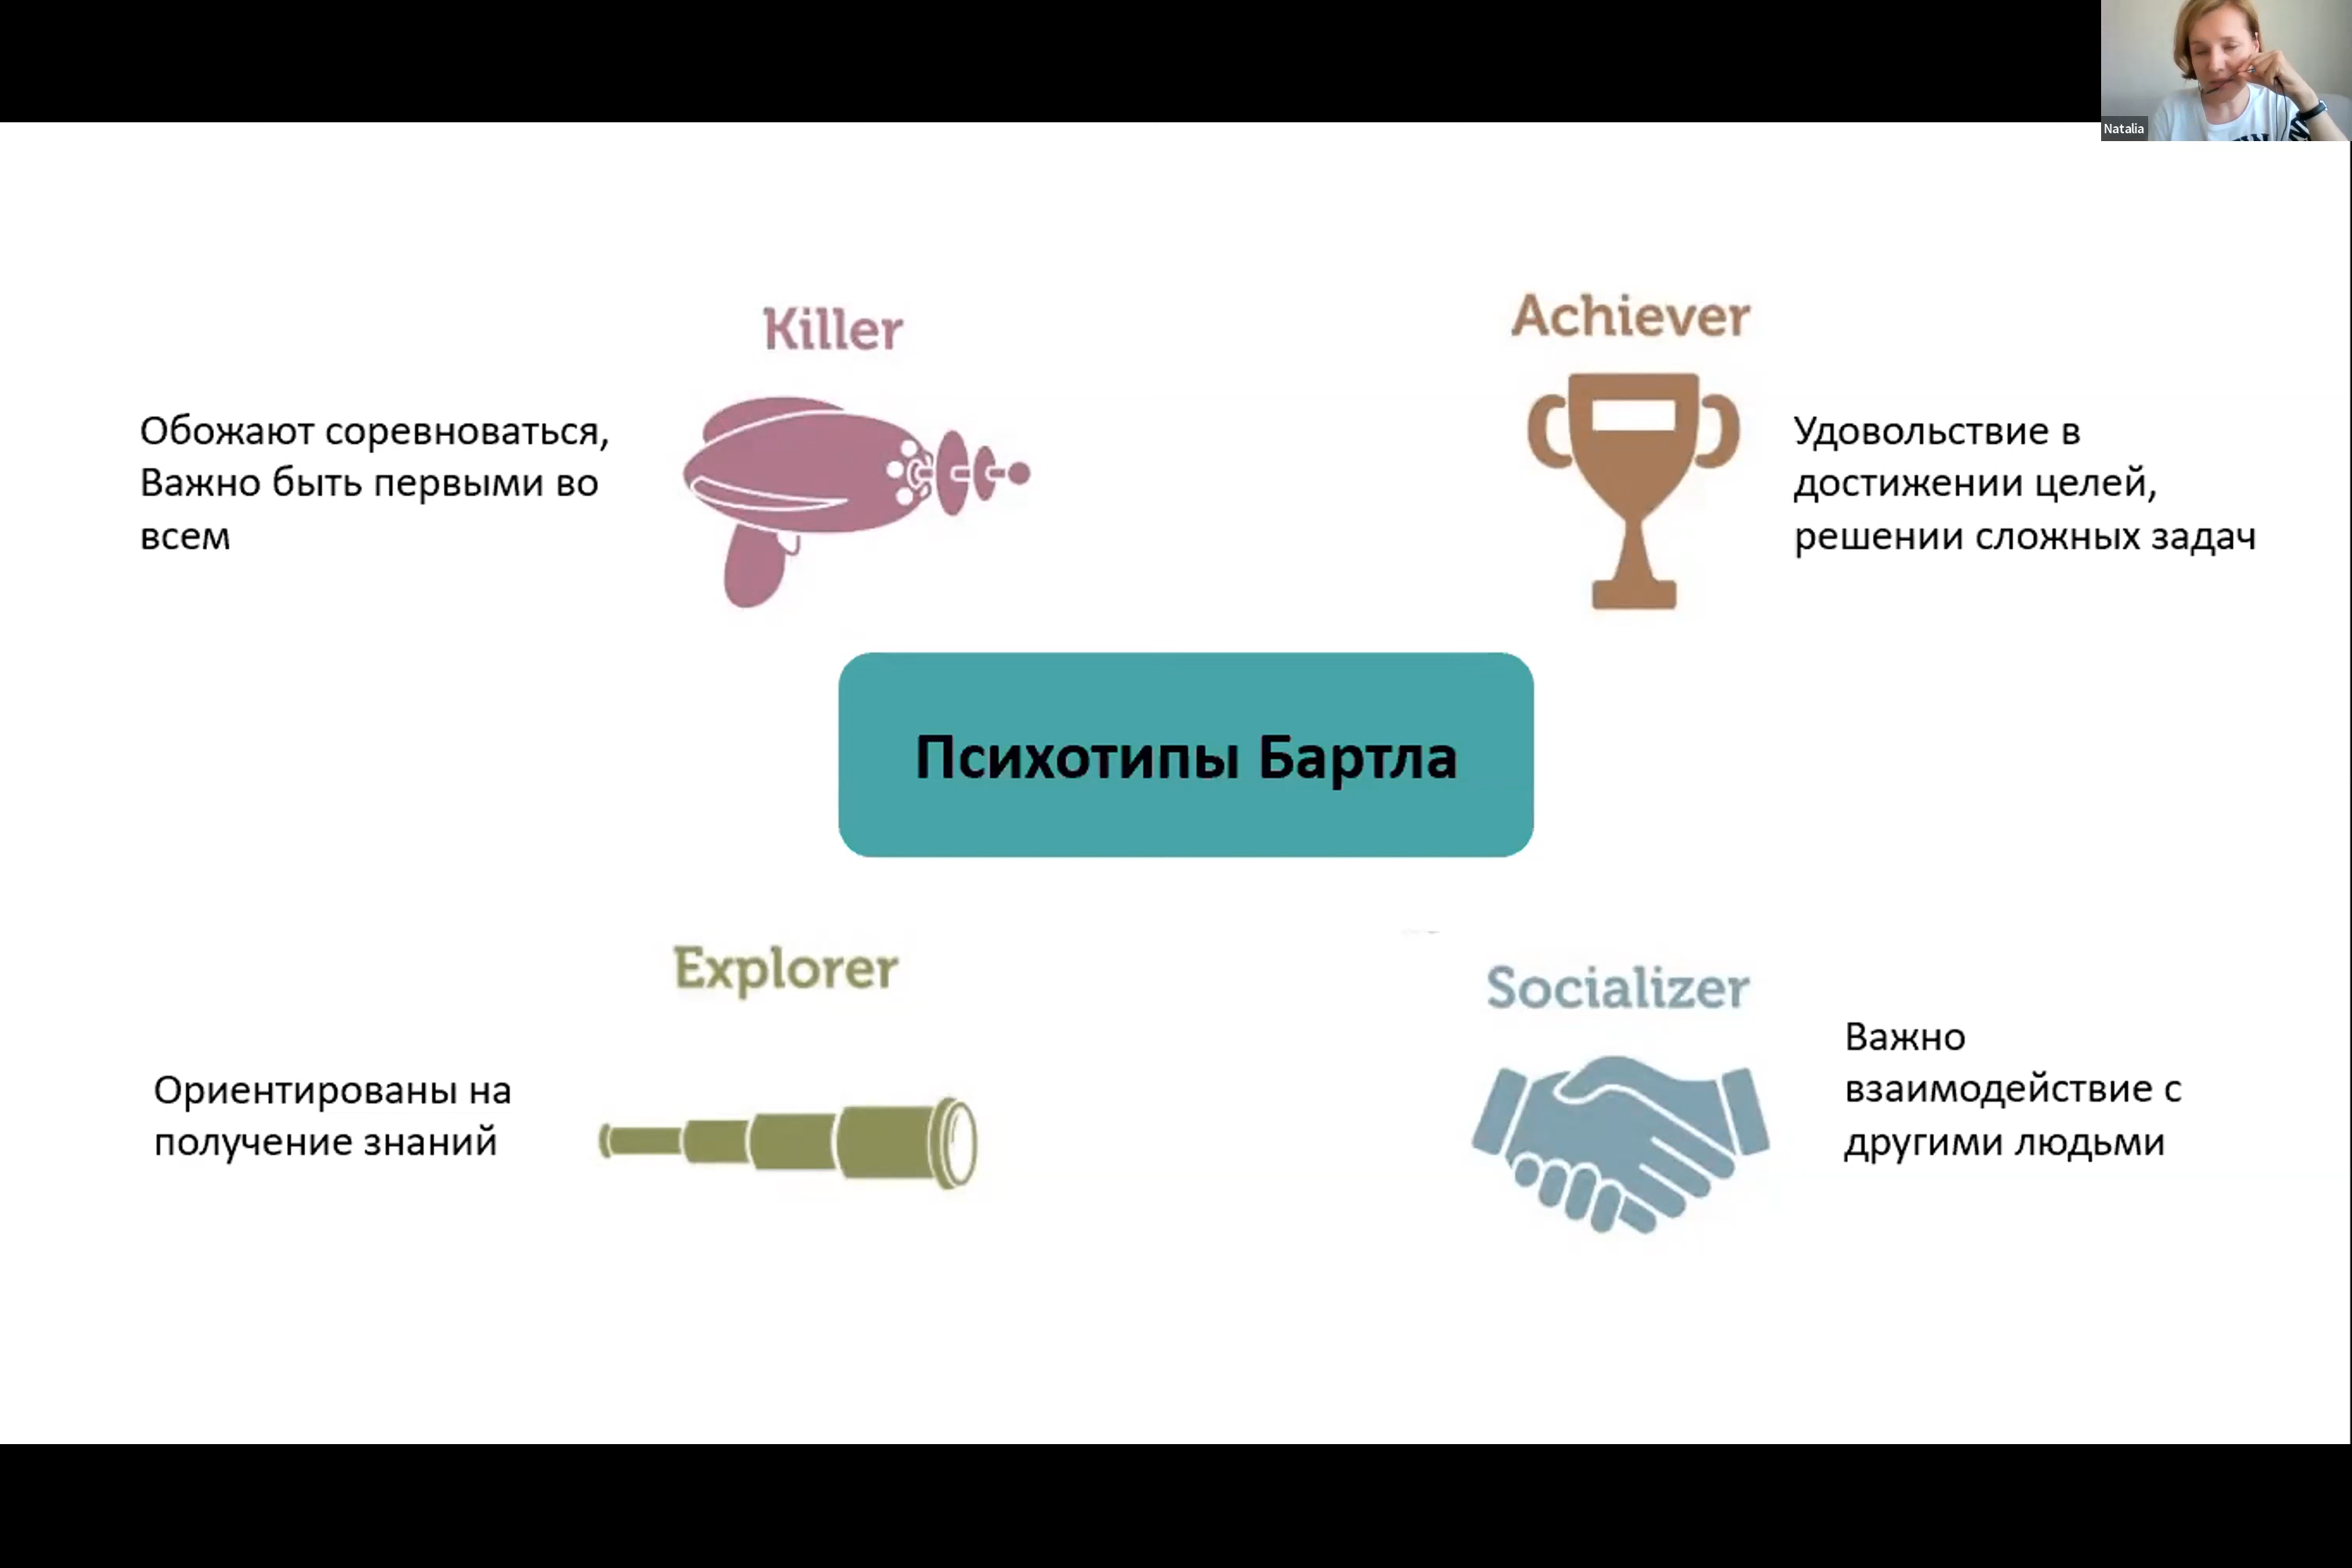 Natalia
Killer
Обожают соревноваться,
Важно быть первыми во
всем
Achiever
Удовольствие в
достижении целей,
решении сложных задач
Психотипы Бартла
Explorer
Ориентированы на
получение знаний
Socializer
Важно
взаимодействие с
другими людьми